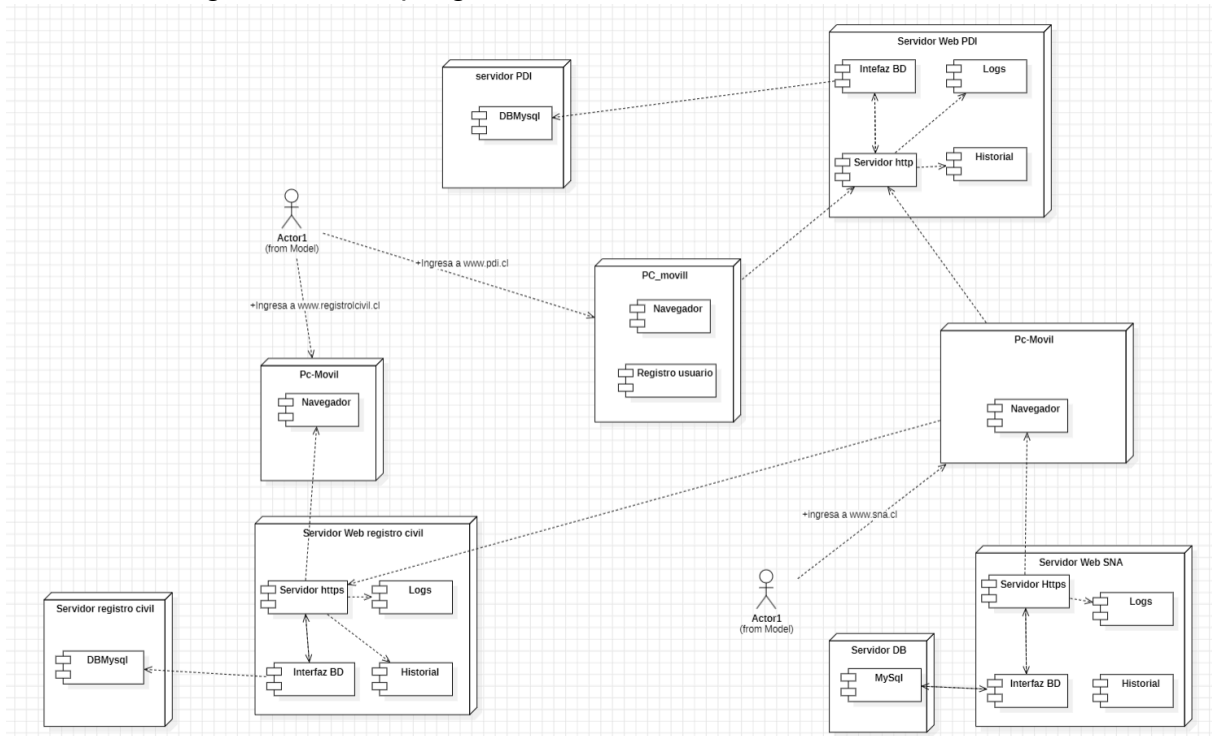 Servidor Web PDI
Intefaz BD
Logs
servidor PDI
DBMysql
Servidor http
Historial
Actor1
(from Model)
+Ingresa a www.pdi.cl
PC_movill
Navegador
Registro usuario
+Ingresa a www.registrolcivil.cl
Pc-Movil
Navegador
Pc-Movil
Navegador
+ingresa a www.sna.cl
Servidor Web registro civil
Servidor https
Logs
Interfaz BD
Historial
Servidor registro civil
DBMysql
Actor1
(from Model)
Servidor Web SNA
Servidor Https
Logs
Interfaz BD
Historial
Servidor DB
MySql